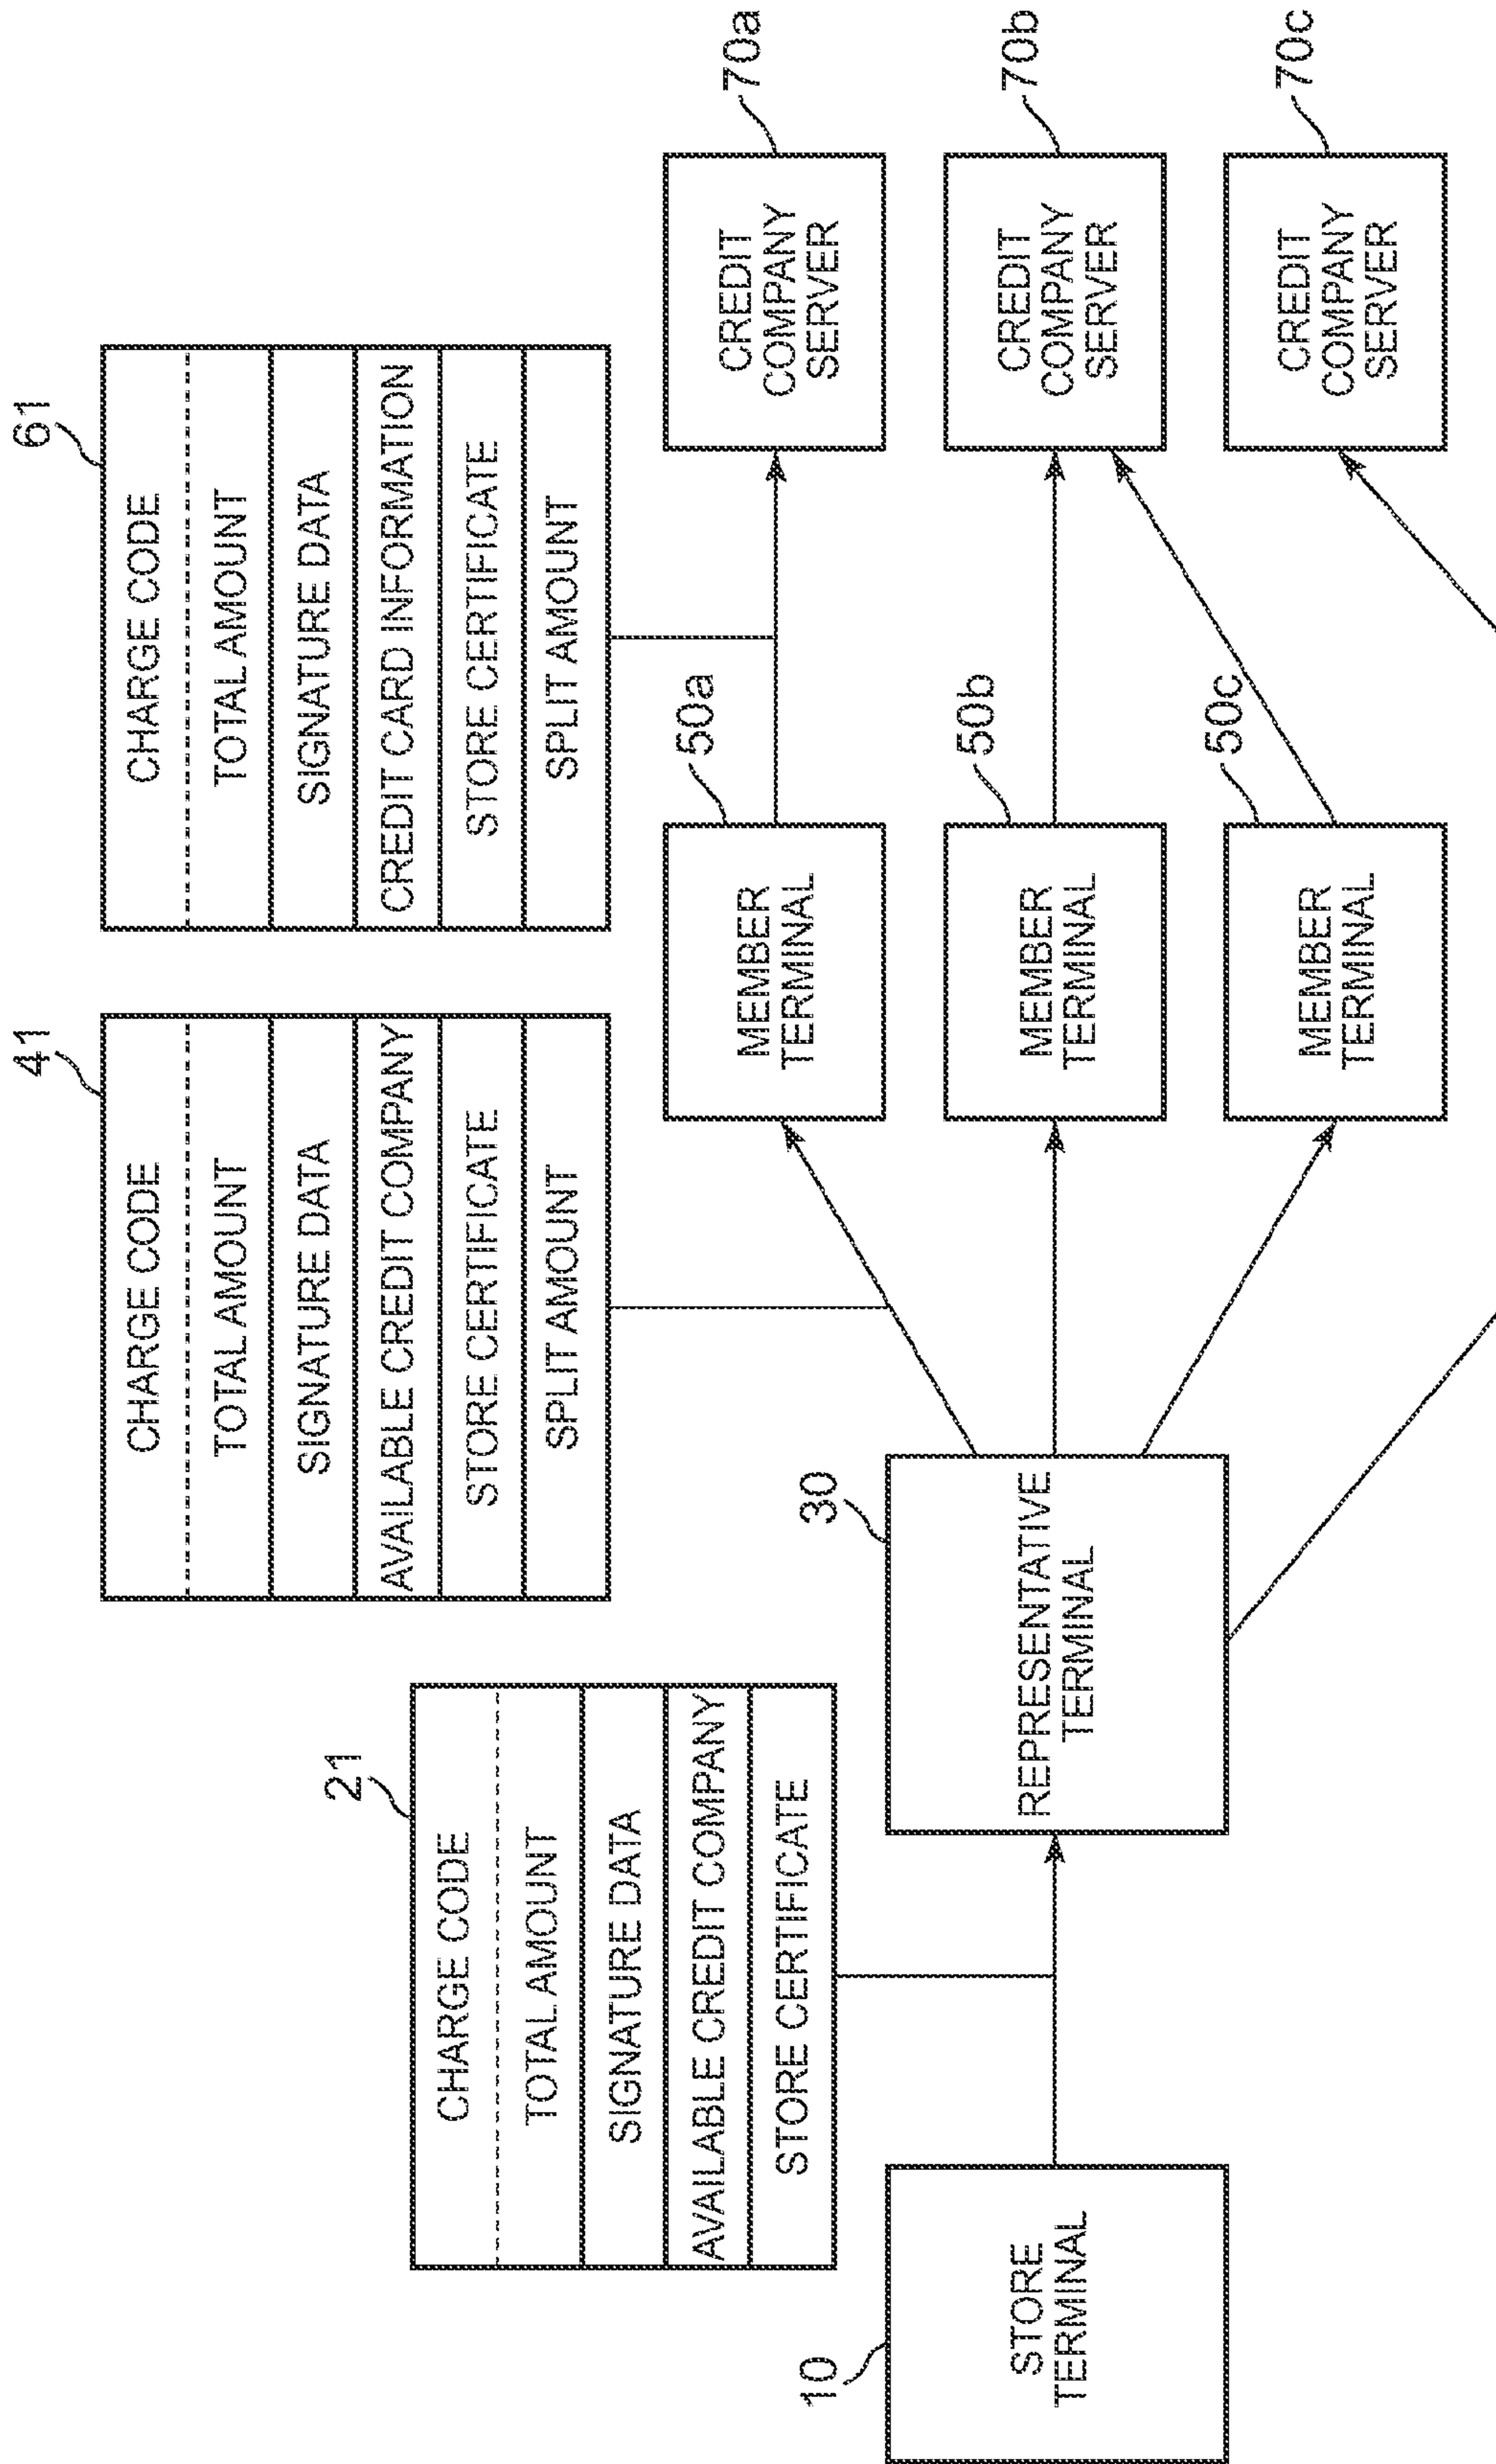 61
CHARGE CODE
TOTAL AMOUNT
SIGNATURE DATA
CREDIT CARD INFORMATION
STORE CERTIFICATE
SPLIT AMOUNT
41
CHARGE CODE
TOTAL AMOUNT
SIGNATURE DATA
AVAILABLE CREDIT COMPANY
STORE CERTIFICATE
SPLIT AMOUNT
21
CHARGE CODE
TOTAL AMOUNT
SIGNATURE DATA
AVAILABLE CREDIT COMPANY
STORE CERTIFICATE
10
STORE
TERMINAL
30
REPRESENTATIVE
TERMINAL
50a
MEMBER
TERMINAL
50b
MEMBER
TERMINAL
50c
MEMBER
TERMINAL
70a
CREDIT
COMPANY
SERVER
70b
CREDIT
COMPANY
SERVER
70c
CREDIT
COMPANY
SERVER